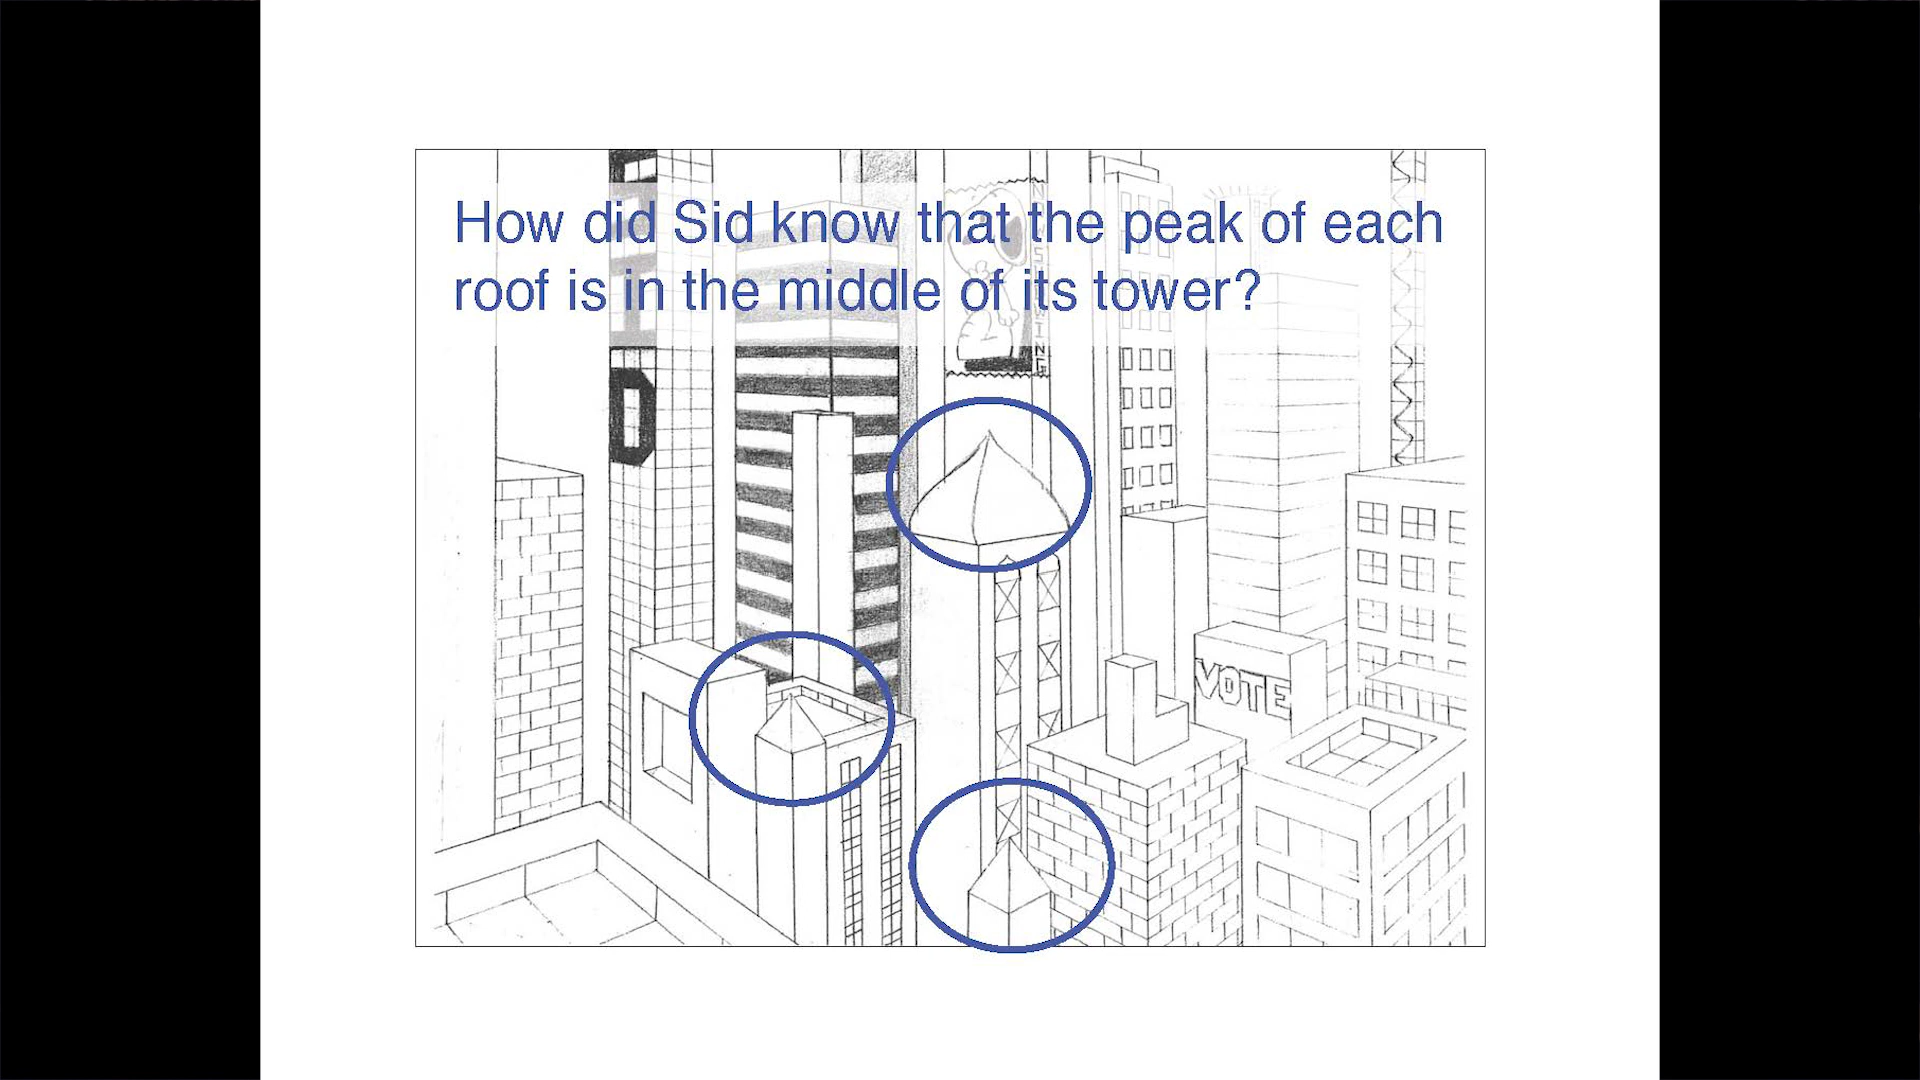 How did Sid know that the peak of each
roof is in the middle of its tower?
D
VOTE